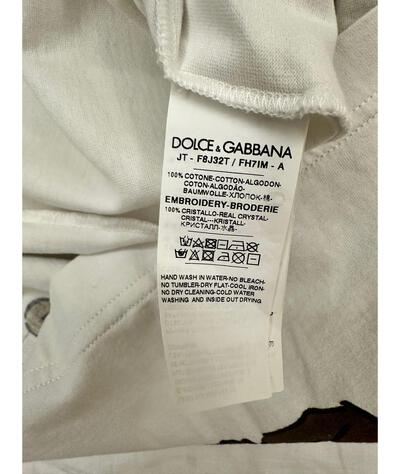 DOLCE & GABBANA
JT - F8J32T / FH7IM - A
100% COTONE-COTTON-ALGODON-
COTON-ALGODÃO-
BAUMWOLLE-ХЛОПОК-棉-
EMBROIDERY-BRODERIE
100% CRISTALLO-REAL CRYSTAL-
CRISTAL---KRISTALL-
КРИСТАЛЛ-水晶-
HAND WASH IN WATER-NO BLEACH-
NO TUMBLER-DRY FLAT-COOL IRON-
NO DRY CLEANING-COLD WATER
WASHING AND INSIDE OUT DRYING